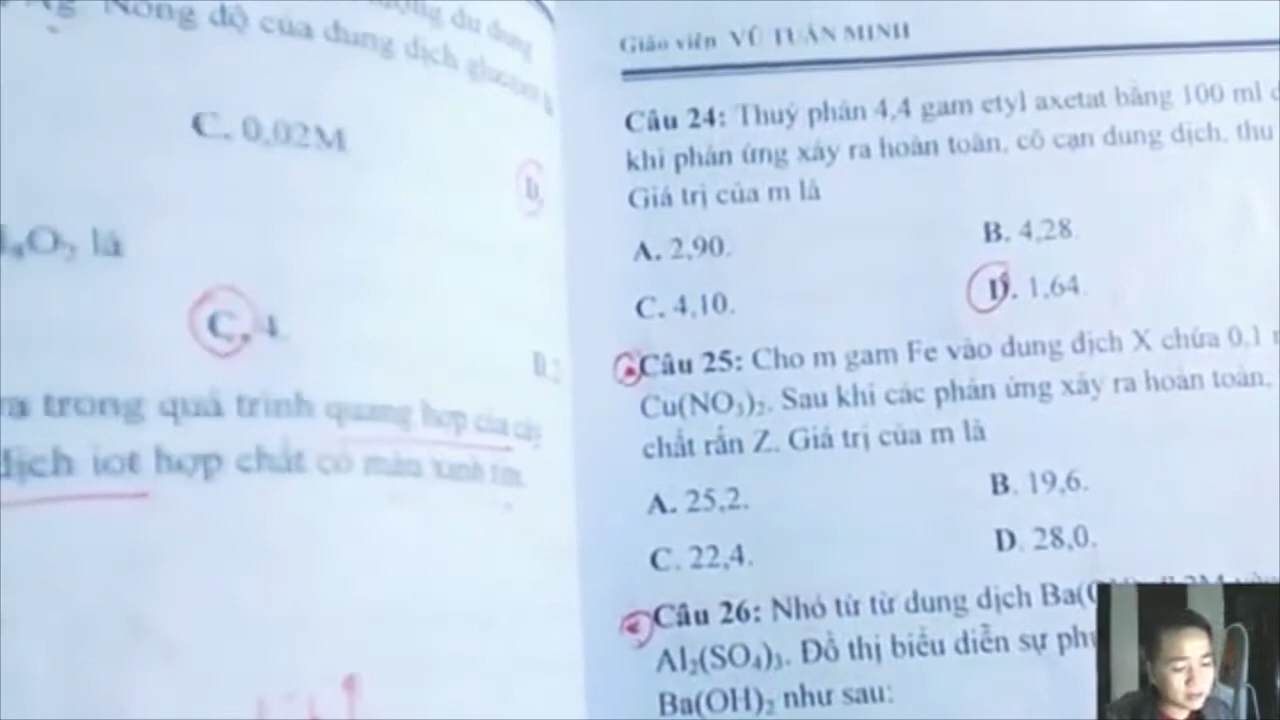 Nồng độ của dung dịch
C. 0,02M
D.
là
C. 4.
trong quá trình quang hợp của cây
dịch iot hợp chất có màu xanh tím.
Giáo viên VŨ TUẤN MINH
Câu 24: Thuỷ phân 4,4 gam etyl axetat bằng 100 ml
khi phản ứng xảy ra hoàn toàn, cô cạn dung dịch, thu
Giá trị của m là
A. 2,90.
B. 4,28.
C. 4,10.
D. 1,64.
Câu 25: Cho m gam Fe vào dung dịch X chứa 0,1
Cu(NO₃)₂. Sau khi các phản ứng xảy ra hoàn toàn,
chất rắn Z. Giá trị của m là
A. 25,2.
B. 19,6.
C. 22,4.
D. 28,0.
Câu 26: Nhỏ từ từ dung dịch
Al₂(SO₄)₃. Đồ thị biểu diễn sự
Ba(OH)₂ như sau: